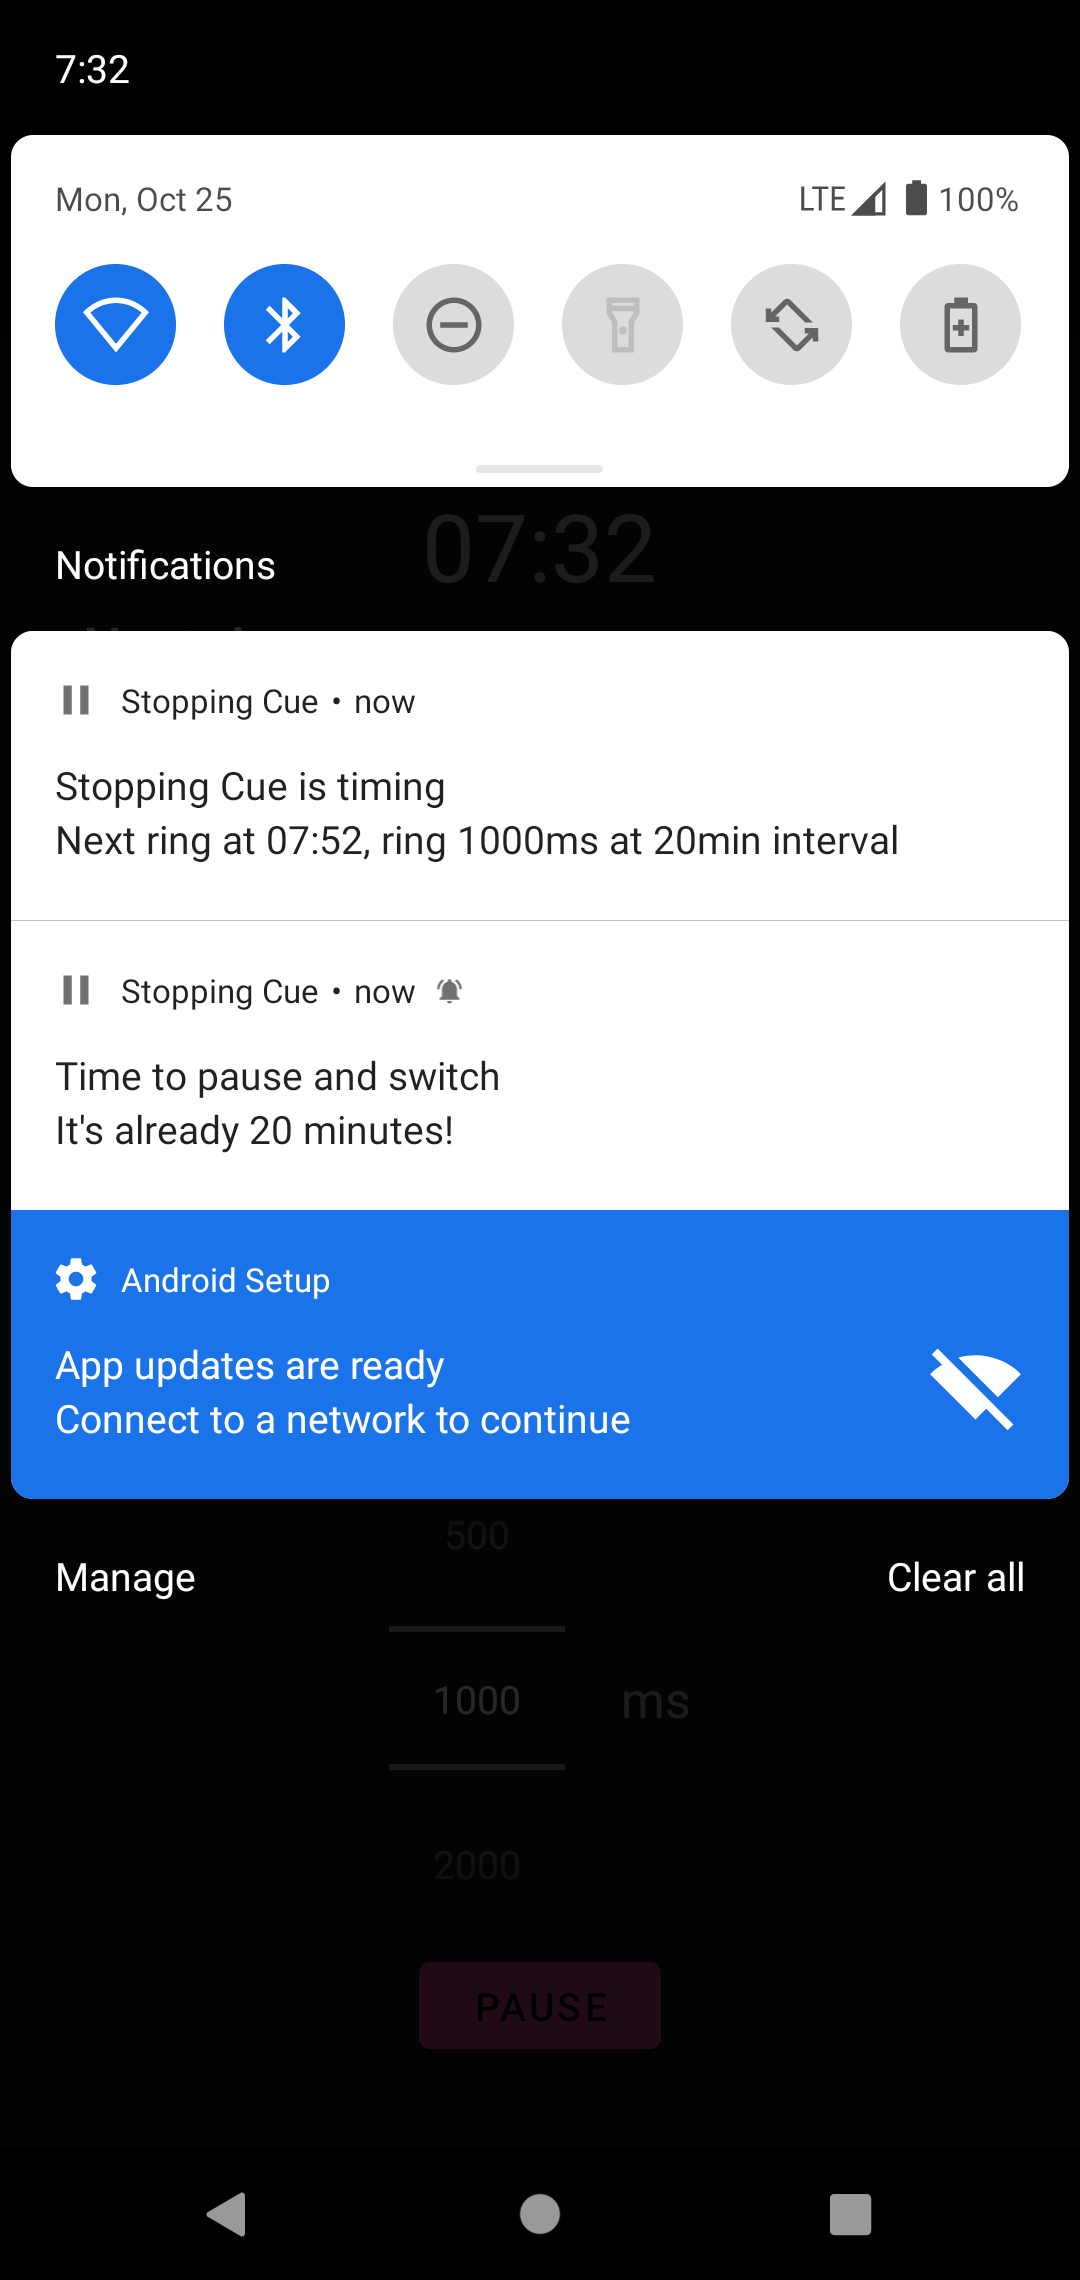 7:32
Mon, Oct 25
LTE 100%
07:32
Notifications
Stopping Cue • now
Stopping Cue is timing
Next ring at 07:52, ring 1000ms at 20min interval
Stopping Cue • now
Time to pause and switch
It's already 20 minutes!
Android Setup
App updates are ready
Connect to a network to continue
500
Manage
Clear all
1000 ms
2000
PAUSE